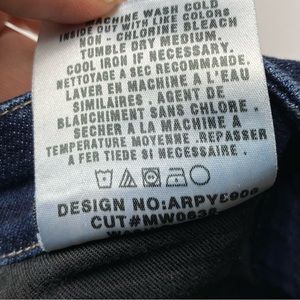 MACHINE WASH COLD
INSIDE OUT WITH LIKE COLORS
NON - CHLORINE BLEACH
TUMBLE DRY MEDIUM.
COOL IRON IF NECESSARY.
NETTOYAGE A SEC RECOMMANDE.
LAVER EN MACHINE A L'EAU
SIMILAIRES . AGENT DE
BLANCHIMENT SANS CHLORE .
SECHER A LA MACHINE A
TEMPERATURE MOYENNE .REPASSER
A FER TIEDE SI NECESSAIRE .
DESIGN NO:
CUT#MW0635